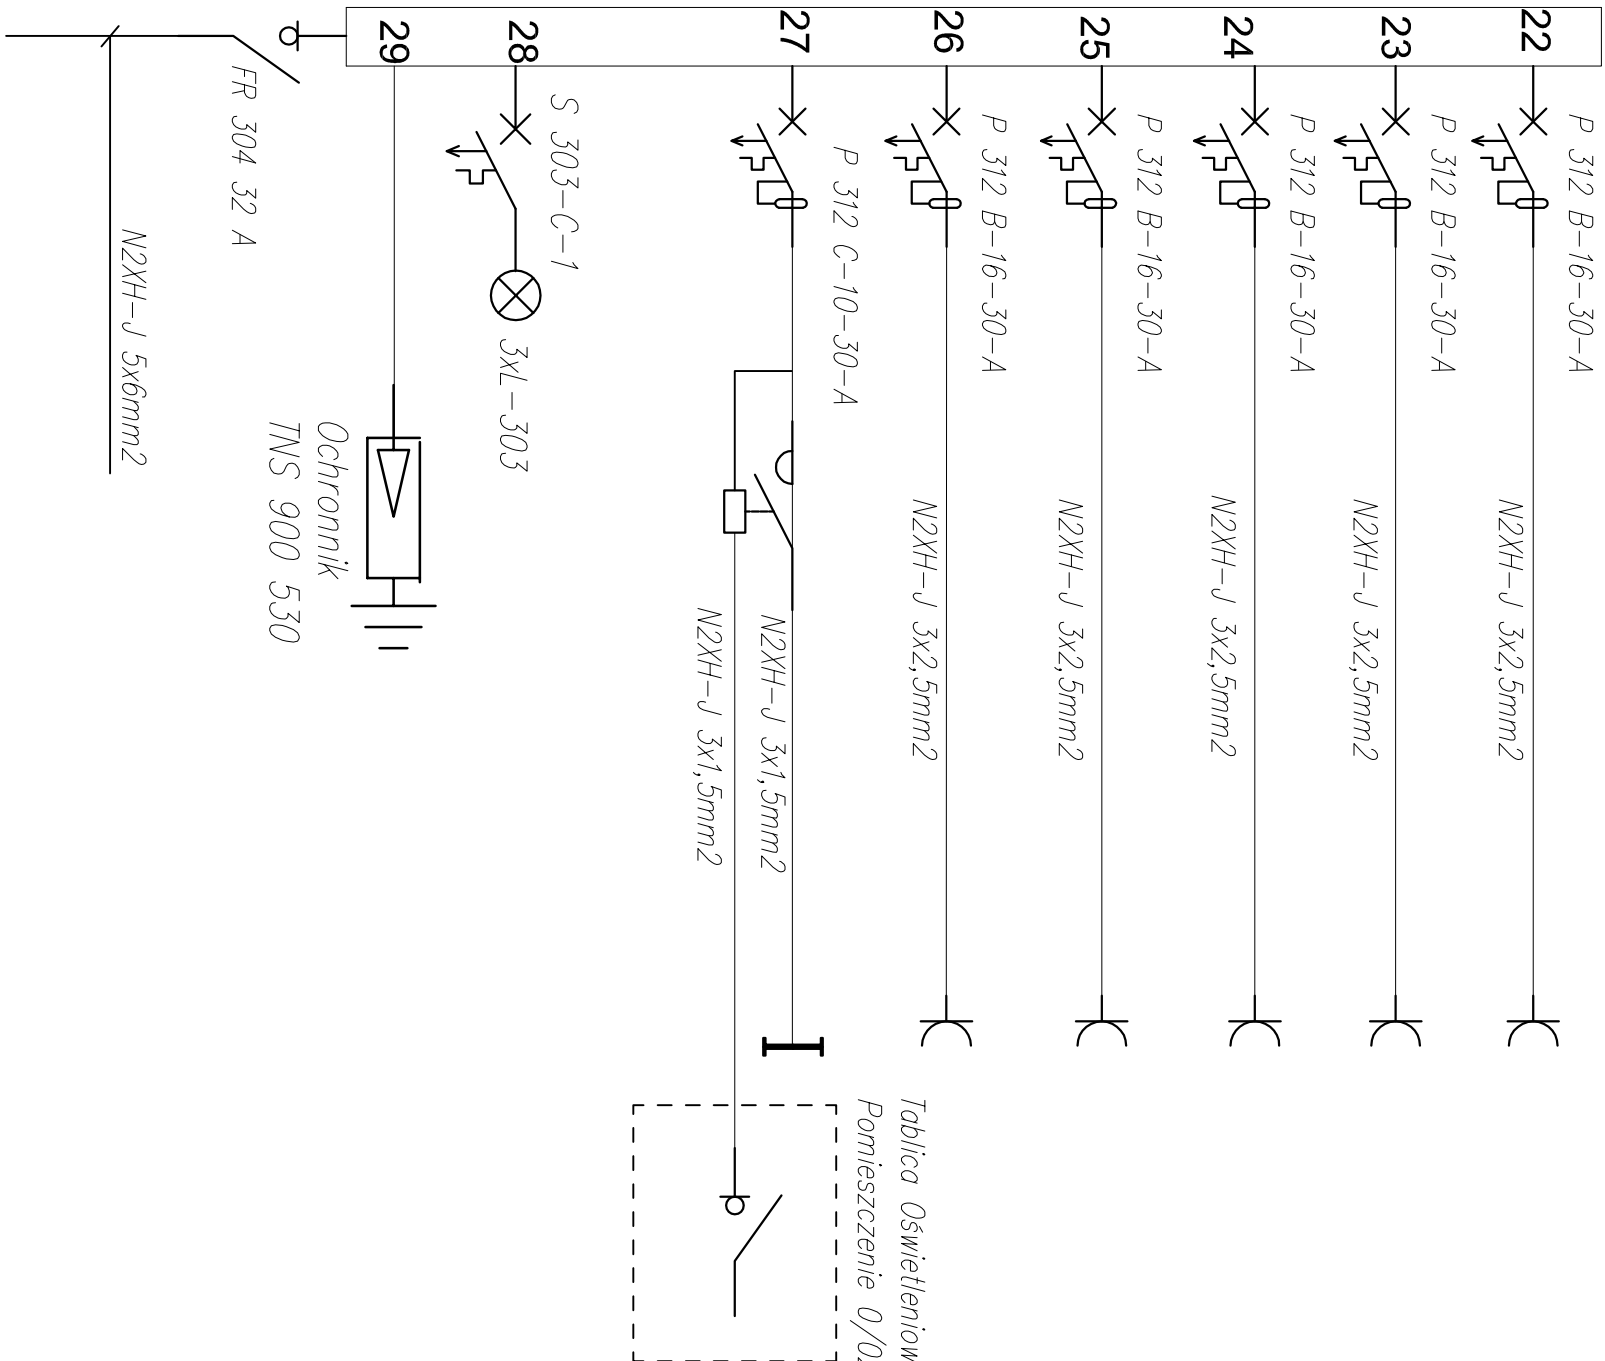 22
P 312 B-16-30-A
N2XH-J 3x2,5mm2
23
P 312 B-16-30-A
N2XH-J 3x2,5mm2
24
P 312 B-16-30-A
N2XH-J 3x2,5mm2
25
P 312 B-16-30-A
N2XH-J 3x2,5mm2
26
P 312 B-16-30-A
N2XH-J 3x2,5mm2
27
P 312 C-10-30-A
N2XH-J 3x1,5mm2
N2XH-J 3x1,5mm2
Tablica
Pomieszczenie
28
S 303-C-1
3xL-303
29
Ochronnik
TNS 900 530
FR 304 32 A
N2XH-J 5x6mm2